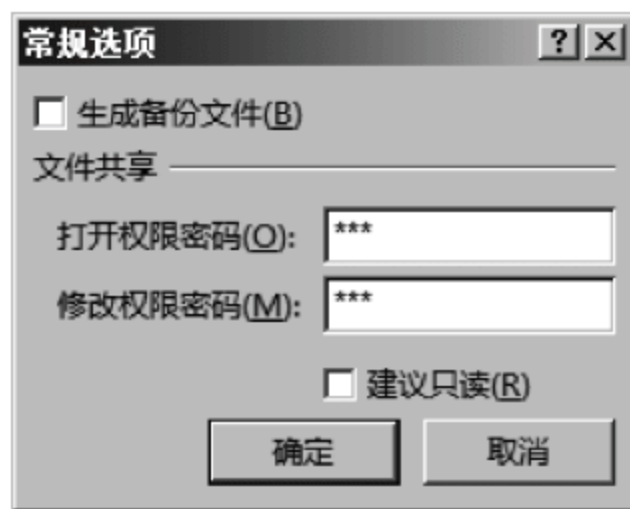 常规选项
生成备份文件(B)
文件共享
打开权限密码(O): ***
修改权限密码(M): ***
建议只读(R)
确定 取消